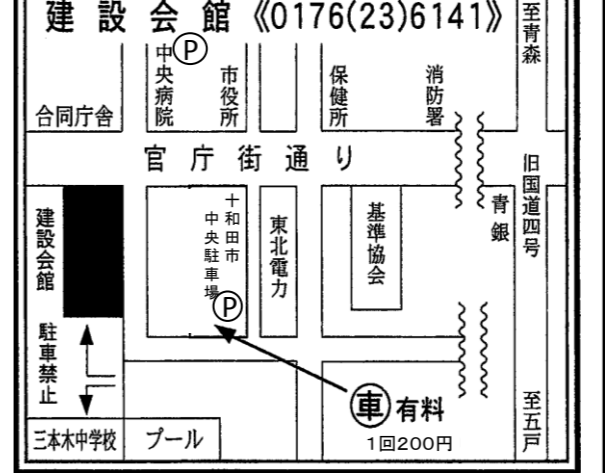 建設会館《0176(23)6141》
至青森
中央病院
Ⓟ
市役所
保健所
消防署
合同庁舎
官庁街通り
旧国道四号
建設会館
十和田市
中央駐車場
Ⓟ
東北電力
基準協会
青銀
駐車禁止
車 有料
1回200円
至五戸
三本木中学校
プール